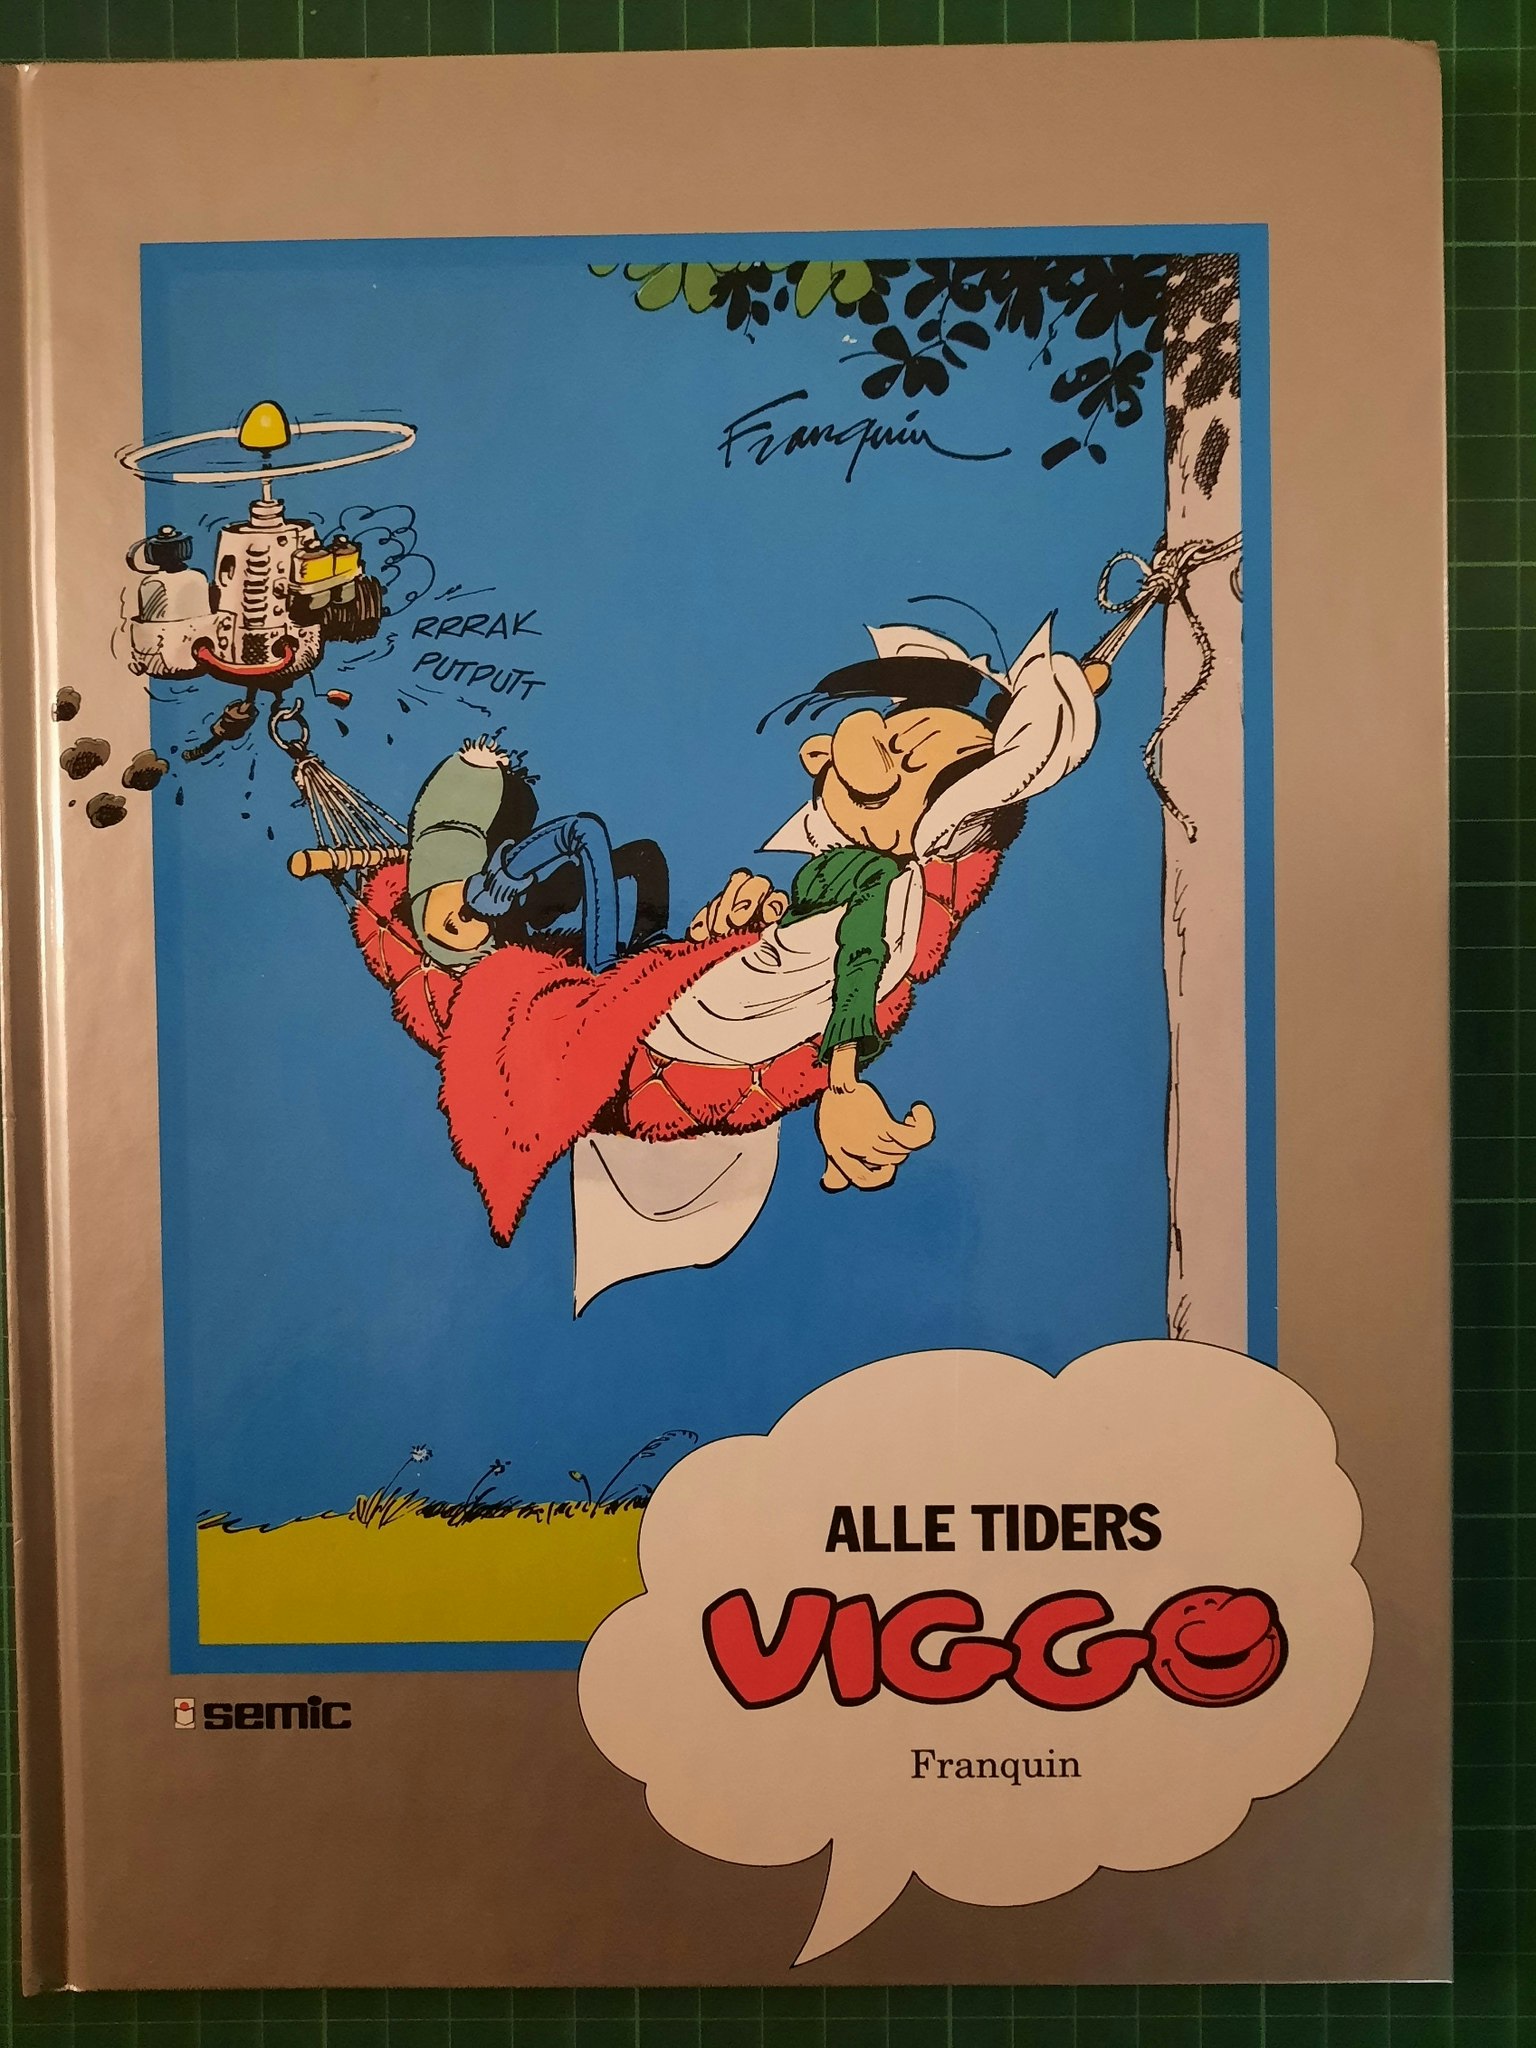 Franquin
RRRAK
PUTPUTT
ALLE TIDERS
VIGGO
Franquin
semic